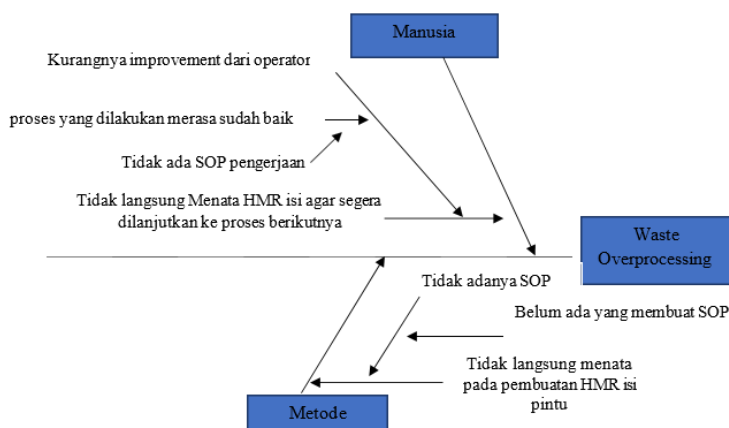 Manusia
Kurangnya improvement dari operator
proses yang dilakukan merasa sudah baik
Tidak ada SOP pengerjaan
Tidak langsung Menata HMR isi agar segera
dilanjutkan ke proses berikutnya
Waste
Overprocessing
Tidak adanya SOP
Belum ada yang membuat SOP
Tidak langsung menata
pada pembuatan HMR isi
pintu
Metode